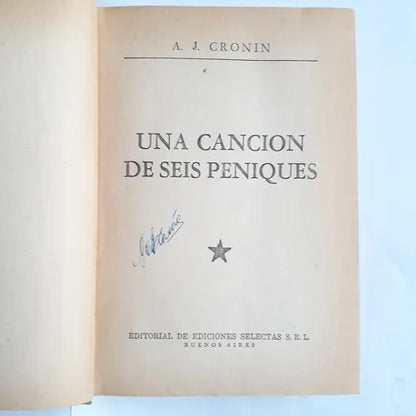 A. J. CRONIN
UNA CANCION
DE SEIS PENIQUES
EDITORIAL DE EDICIONES SELECTAS S. R. L.
BUENOS AIRES